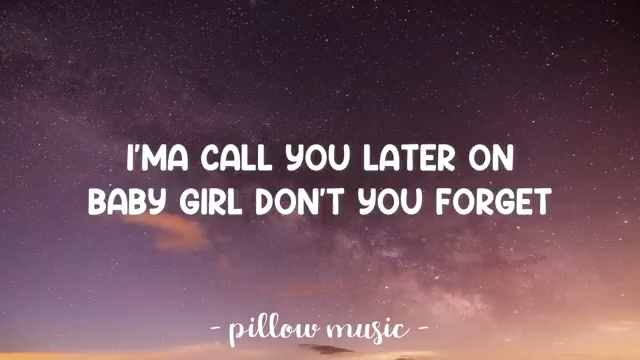 I'MA CALL YOU LATER ON
BABY GIRL DON'T YOU FORGET
- pillow music -